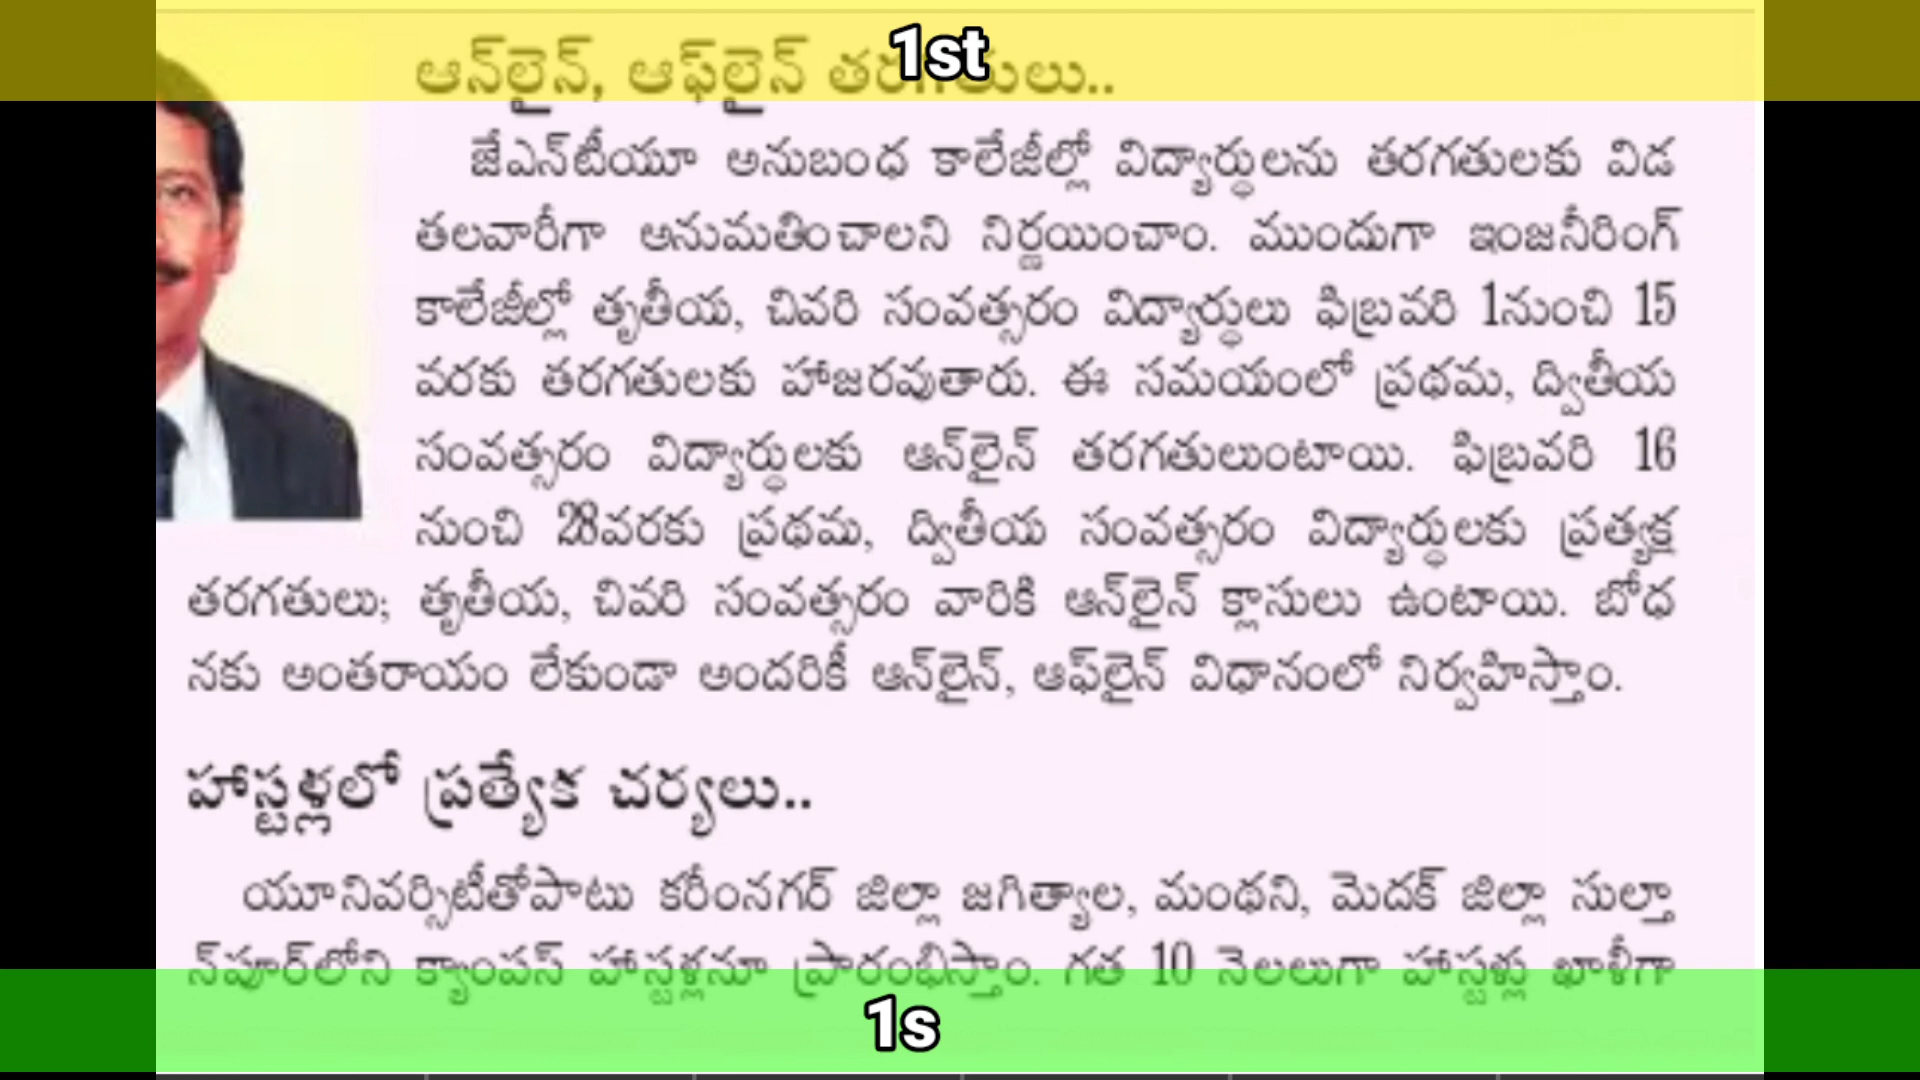 1st
ఆన్‌లైన్, ఆఫ్‌లైన్ తరగతులు..
జేఎన్‌టీయూ అనుబంధ కాలేజీల్లో విద్యార్థులను తరగతులకు విడ
తలవారీగా అనుమతించాలని నిర్ణయించాం. ముందుగా ఇంజనీరింగ్
కాలేజీల్లో తృతీయ, చివరి సంవత్సరం విద్యార్థులు ఫిబ్రవరి 1నుంచి 15
వరకు తరగతులకు హాజరవుతారు. ఈ సమయంలో ప్రథమ, ద్వితీయ
సంవత్సరం విద్యార్థులకు ఆన్‌లైన్ తరగతులుంటాయి. ఫిబ్రవరి 16
నుంచి 28వరకు ప్రథమ, ద్వితీయ సంవత్సరం విద్యార్థులకు ప్రత్యక్ష
తరగతులు; తృతీయ, చివరి సంవత్సరం వారికి ఆన్‌లైన్ క్లాసులు ఉంటాయి. బోధ
నకు అంతరాయం లేకుండా అందరికీ ఆన్‌లైన్, ఆఫ్‌లైన్ విధానంలో నిర్వహిస్తాం.
హాస్టళ్లలో ప్రత్యేక చర్యలు..
యూనివర్సిటీతోపాటు కరీంనగర్ జిల్లా జగిత్యాల, మంథని, మెదక్ జిల్లా సుల్తా
న్‌పూర్‌లోని క్యాంపస్ హాస్టళ్లనూ ప్రారంభిస్తాం. గత 10 నెలలుగా హాస్టళ్లు ఖాళీగా
1s